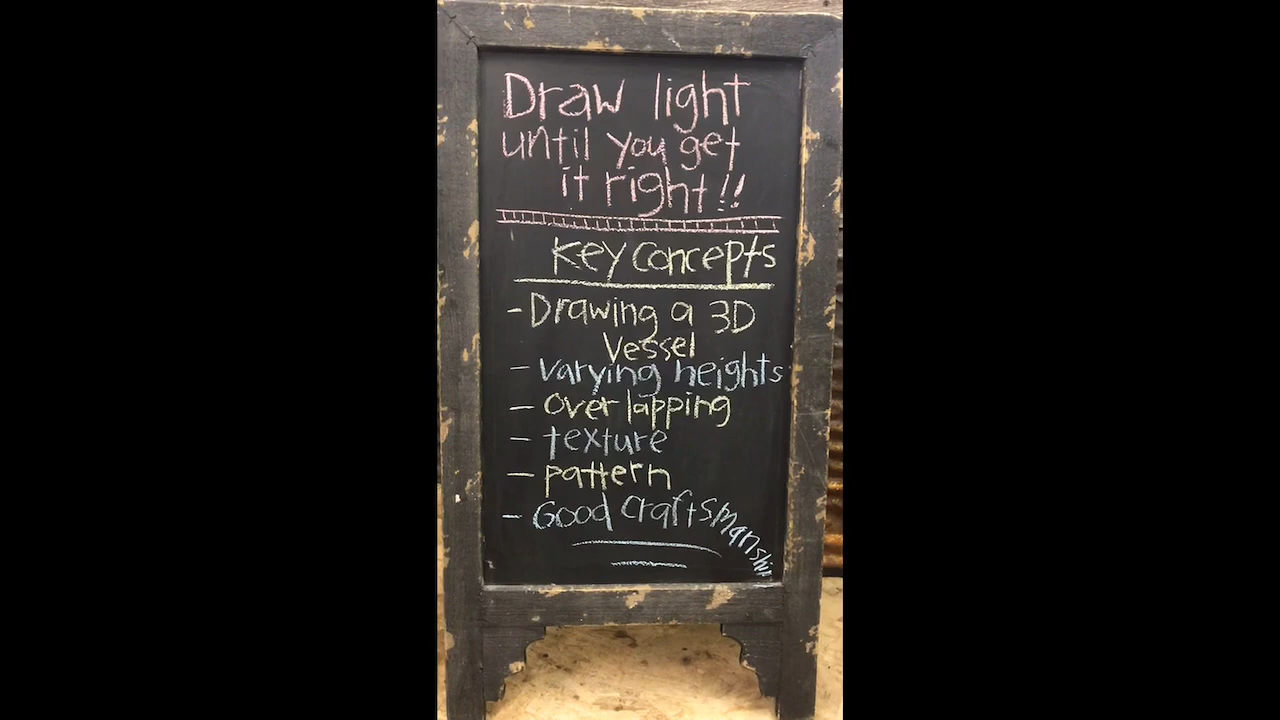 Draw light
until you get
it right!!
Key Concepts
- Drawing a 3D
Vessel
- varying heights
- overlapping
- texture
- pattern
- Good craftsmanship